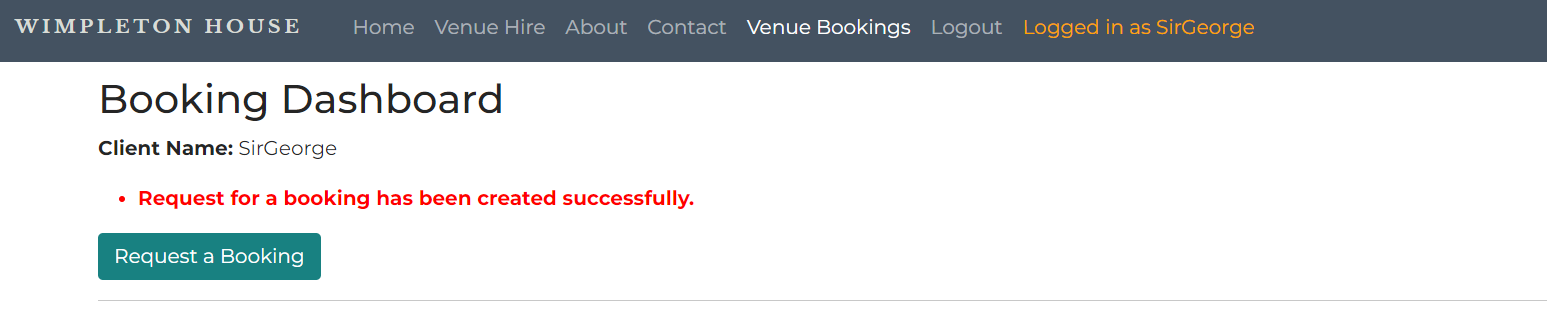 WIMPLETON HOUSE Home Venue Hire About Contact Venue Bookings Logout Logged in as SirGeorge
Booking Dashboard
Client Name: SirGeorge
• Request for a booking has been created successfully.
Request a Booking